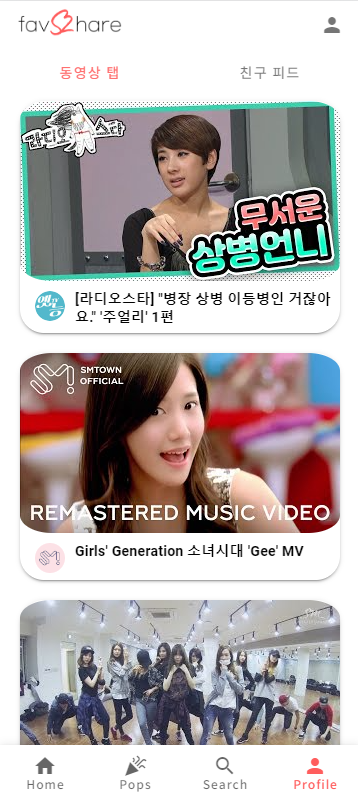 favShare
동영상 탭
친구 피드
라디오스타
무서운
상병언니
[라디오스타] "병장 상병 이등병인 거잖아
요." '주얼리' 1편
SM!
SMTOWN
OFFICIAL
REMASTERED MUSIC VIDEO
Girls' Generation 소녀시대 'Gee' MV
Home
Pops
Search
Profile